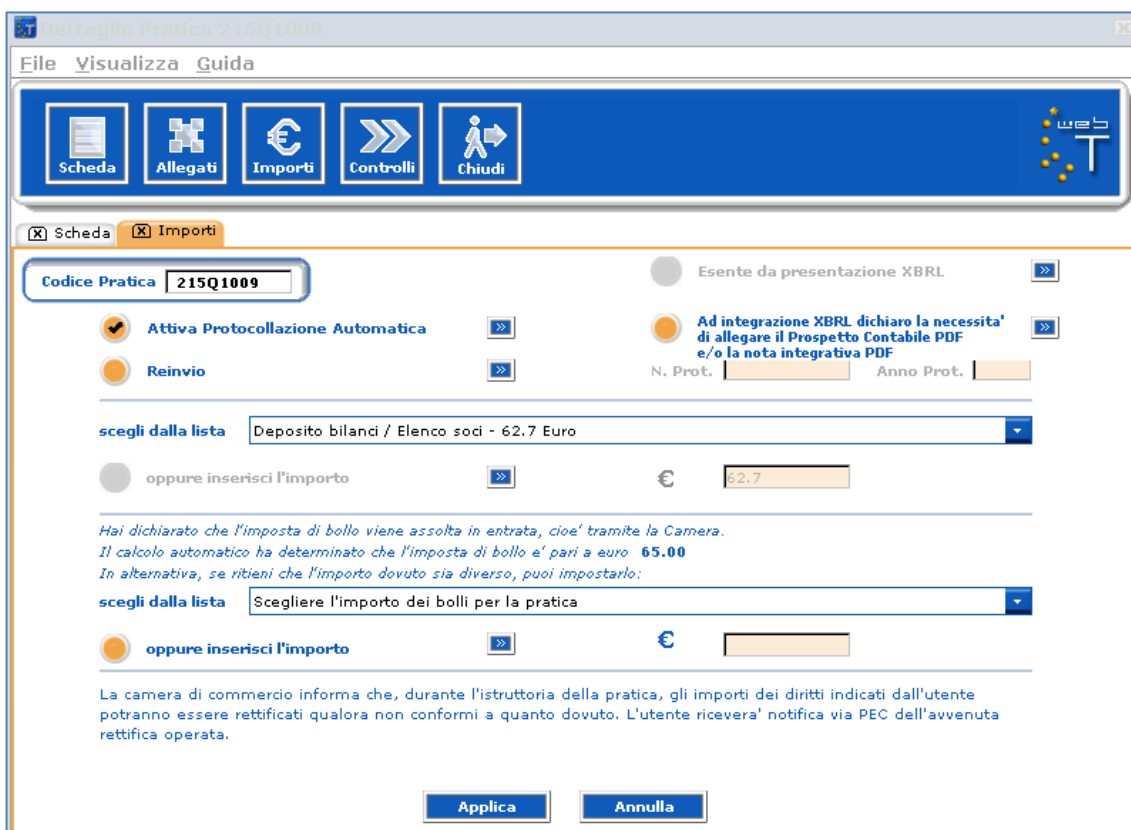 Dettaglio Pratica 215Q1009
File Visualizza Guida
Scheda Allegati Importi Controlli Chiudi
web T
Scheda Importi
Codice Pratica 215Q1009
Esente da presentazione XBRL
Attiva Protocollazione Automatica
Ad integrazione XBRL dichiaro la necessita'
di allegare il Prospetto Contabile PDF
e/o la nota integrativa PDF
Reinvio
N. Prot. Anno Prot.
scegli dalla lista Deposito bilanci / Elenco soci - 62.7 Euro
oppure inserisci l'importo € 62.7
Hai dichiarato che l'imposta di bollo viene assolta in entrata, cioe' tramite la Camera.
Il calcolo automatico ha determinato che l'imposta di bollo e' pari a euro 65.00
In alternativa, se ritieni che l'importo dovuto sia diverso, puoi impostarlo:
scegli dalla lista Scegliere l'importo dei bolli per la pratica
oppure inserisci l'importo €
La camera di commercio informa che, durante l'istruttoria della pratica, gli importi dei diritti indicati dall'utente
potranno essere rettificati qualora non conformi a quanto dovuto. L'utente ricevera' notifica via PEC dell'avvenuta
rettifica operata.
Applica Annulla